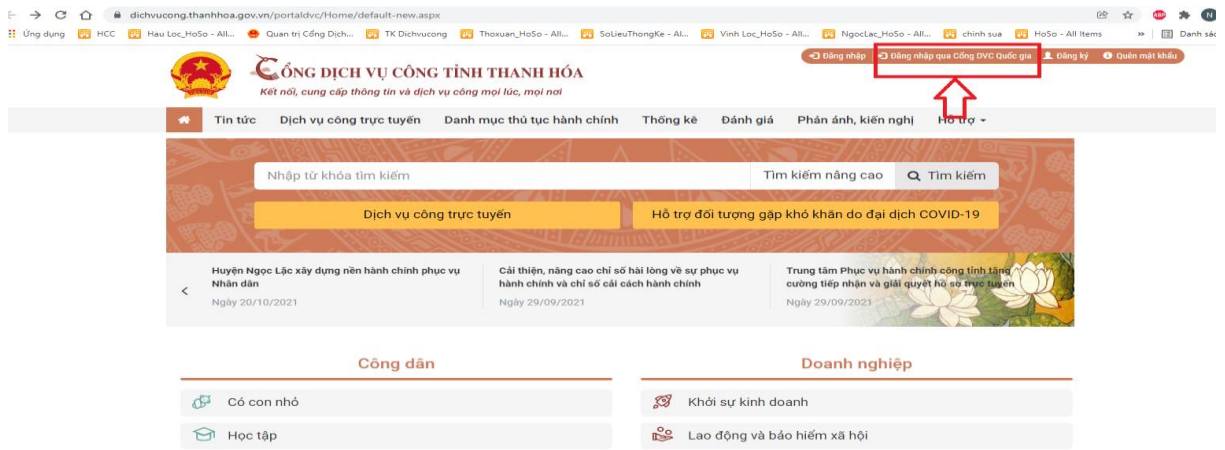 dichvucong.thanhhoa.gov.vn/portaldvc/Home/default-new.aspx
Ứng dụng HCC Hau Loc_HoSo - All... Quan trị Cổng Dịch... TK Dichvucong Thoxuan_HoSo - All... SoLieuThongKe - Al... Vinh Loc_HoSo - All... NgocLac_HoSo - All... chinh sua HoSo - All Items » Danh sác
Đăng nhập Đăng nhập qua Cổng DVC Quốc gia Đăng ký Quên mật khẩu
CỔNG DỊCH VỤ CÔNG TỈNH THANH HÓA
Kết nối, cung cấp thông tin và dịch vụ công mọi lúc, mọi nơi
Tin tức Dịch vụ công trực tuyến Danh mục thủ tục hành chính Thống kê Đánh giá Phản ánh, kiến nghị Hỗ trợ
Nhập từ khóa tìm kiếm Tìm kiếm nâng cao Tìm kiếm
Dịch vụ công trực tuyến Hỗ trợ đối tượng gặp khó khăn do đại dịch COVID-19
Huyện Ngọc Lặc xây dựng nền hành chính phục vụ
Nhân dân
Ngày 20/10/2021
Cải thiện, nâng cao chỉ số hài lòng về sự phục vụ
hành chính và chỉ số cải cách hành chính
Ngày 29/09/2021
Trung tâm Phục vụ hành chính công tỉnh tăng
cường tiếp nhận và giải quyết hồ sơ trực tuyến
Ngày 29/09/2021
Công dân Doanh nghiệp
Có con nhỏ Khởi sự kinh doanh
Học tập Lao động và bảo hiểm xã hội